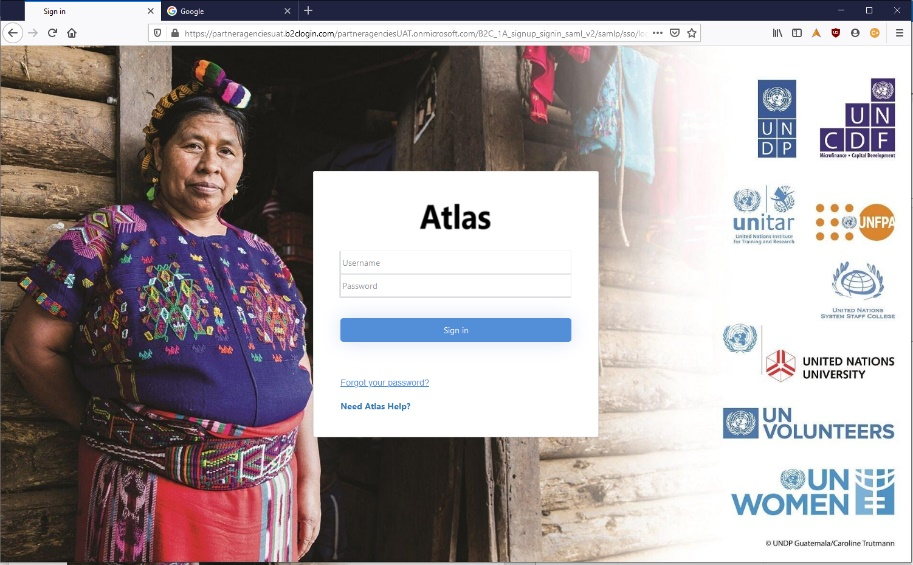 Sign in
Google
https://partneragenciesuat.b2clogin.com/partneragenciesUAT.onmicrosoft.com/B2C_1A_signup_signin_saml_v2/samlp/sso/lo
Atlas
Username
Password
Sign in
Forgot your password?
Need Atlas Help?
UN
DP
UN
CDF
Microfinance • Capital Development
unitar
United Nations Institute
for Training and Research
UNFPA
UNITED NATIONS
SYSTEM STAFF COLLEGE
UNITED NATIONS
UNIVERSITY
UN
VOLUNTEERS
UN
WOMEN
© UNDP Guatemala/Caroline Trutmann